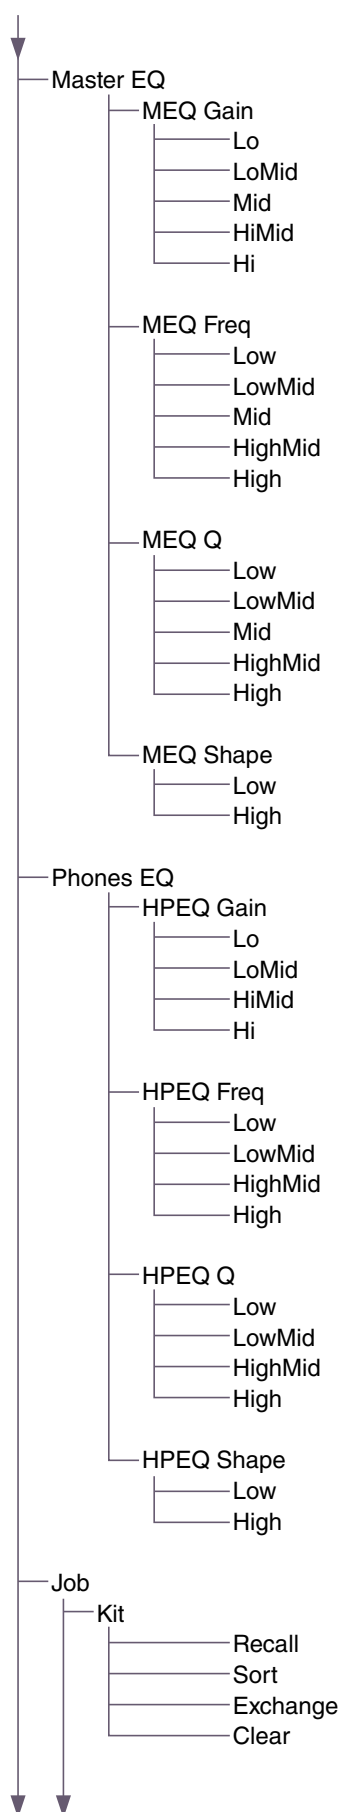 Master EQ
MEQ Gain
Lo
LoMid
Mid
HiMid
Hi
MEQ Freq
Low
LowMid
Mid
HighMid
High
MEQ Q
Low
LowMid
Mid
HighMid
High
MEQ Shape
Low
High
Phones EQ
HPEQ Gain
Lo
LoMid
HiMid
Hi
HPEQ Freq
Low
LowMid
HighMid
High
HPEQ Q
Low
LowMid
HighMid
High
HPEQ Shape
Low
High
Job
Kit
Recall
Sort
Exchange
Clear